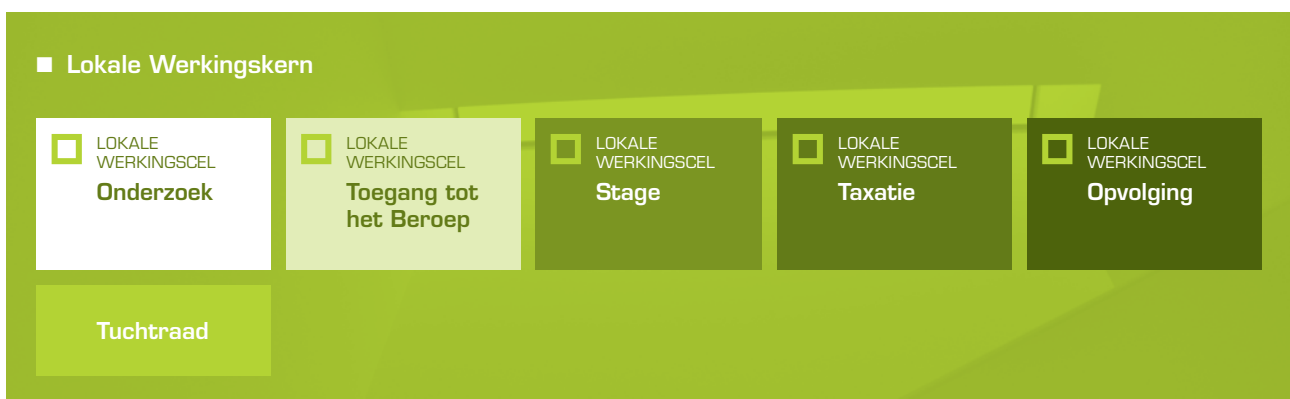 Lokale Werkingskern
LOKALE
WERKINGSCEL
Onderzoek
LOKALE
WERKINGSCEL
Toegang tot
het Beroep
LOKALE
WERKINGSCEL
Stage
LOKALE
WERKINGSCEL
Taxatie
LOKALE
WERKINGSCEL
Opvolging
Tuchtraad